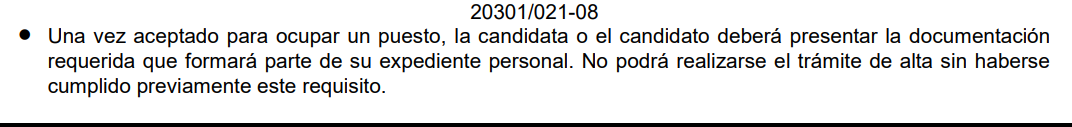 20301/021-08
● Una vez aceptado para ocupar un puesto, la candidata o el candidato deberá presentar la documentación
requerida que formará parte de su expediente personal. No podrá realizarse el trámite de alta sin haberse
cumplido previamente este requisito.